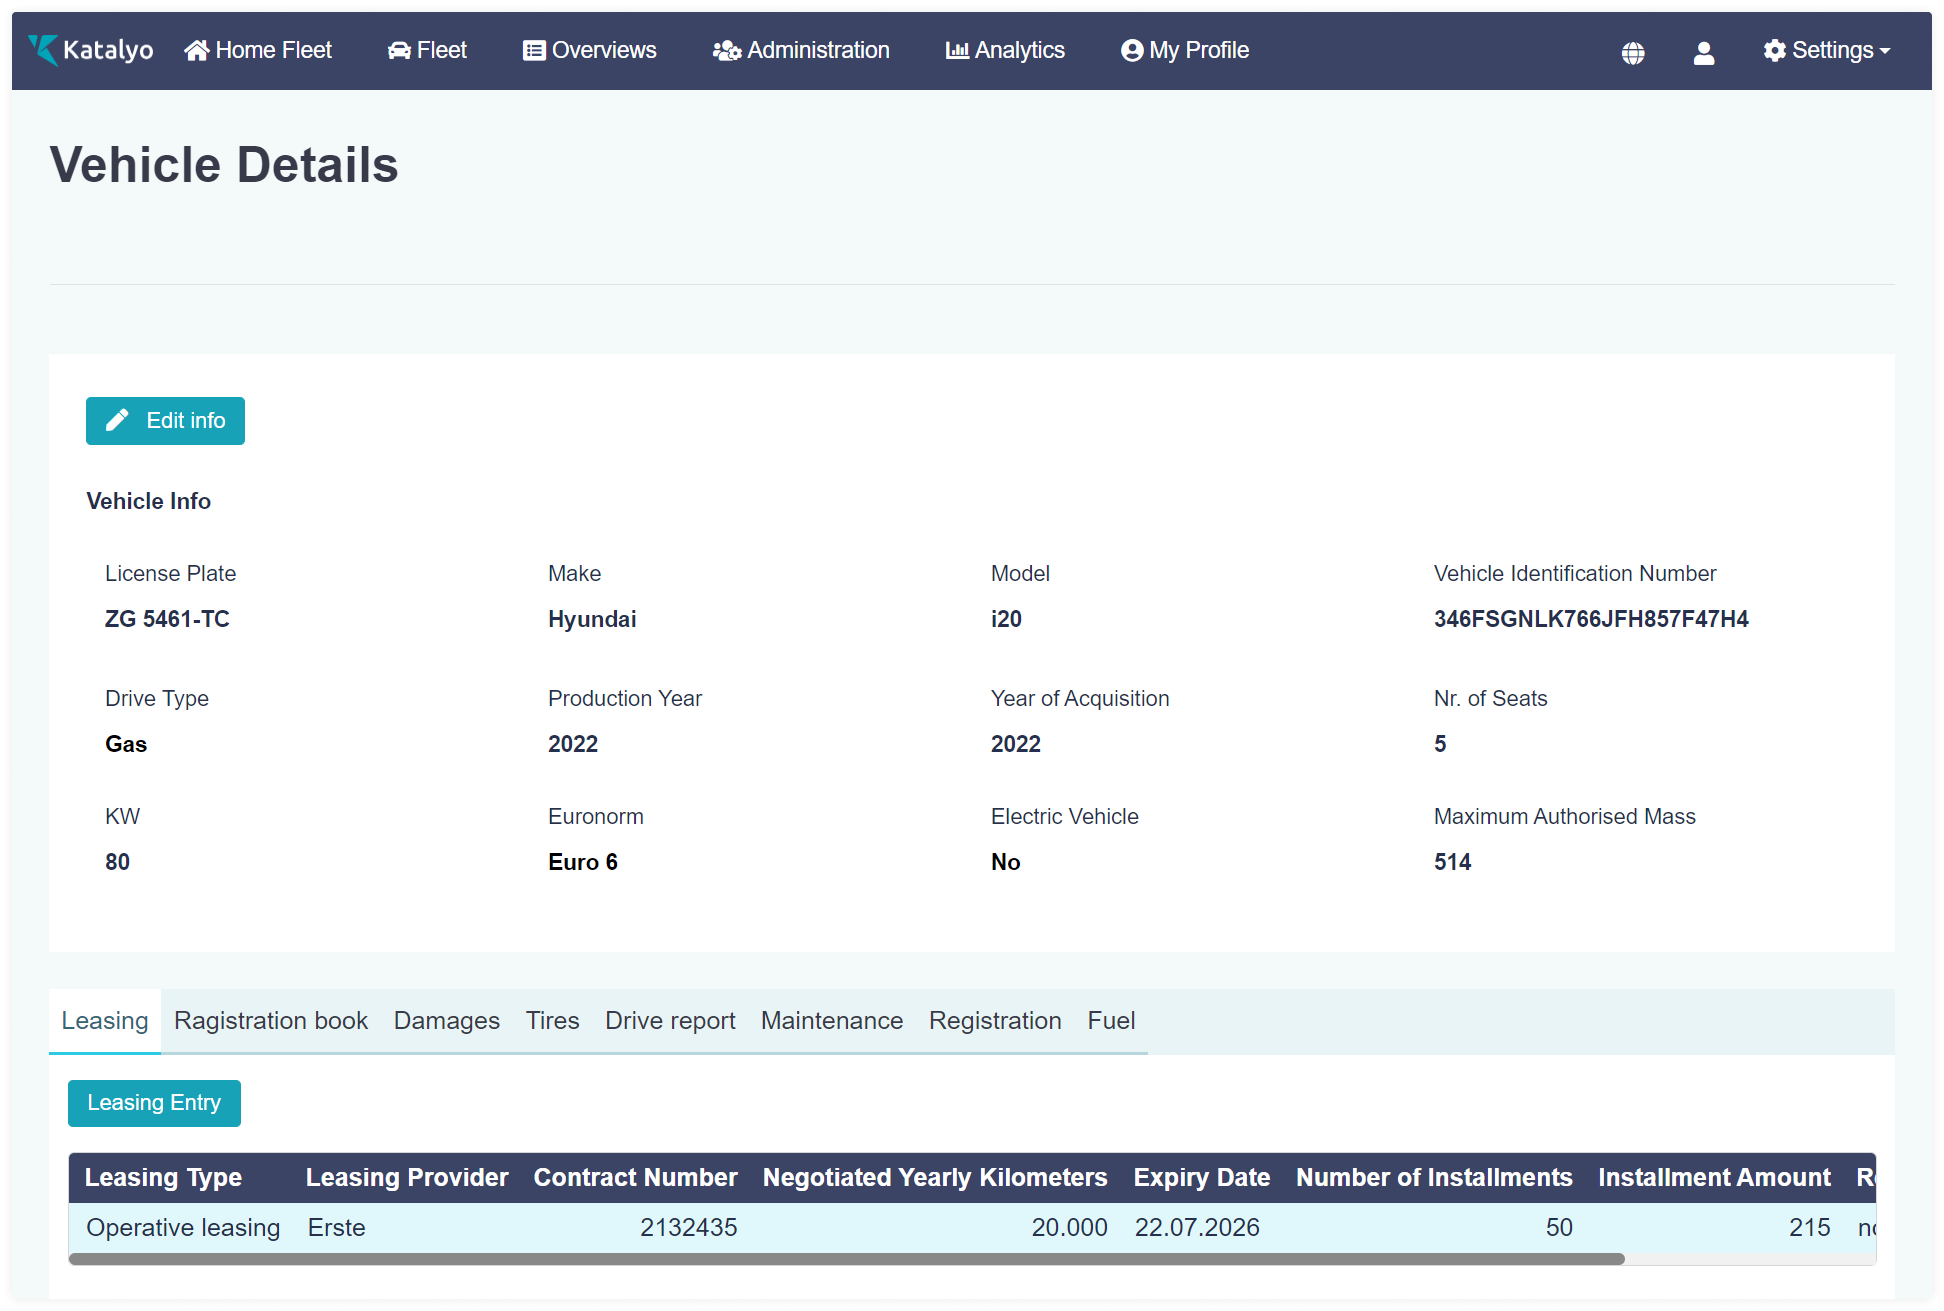 Katalyo Home Fleet Fleet Overviews Administration Analytics My Profile Settings
Vehicle Details
Edit info
Vehicle Info
License Plate Make Model Vehicle Identification Number
ZG 5461-TC Hyundai i20 346FSGNLK766JFH857F47H4
Drive Type Production Year Year of Acquisition Nr. of Seats
Gas 2022 2022 5
KW Euronorm Electric Vehicle Maximum Authorised Mass
80 Euro 6 No 514
Leasing Ragistration book Damages Tires Drive report Maintenance Registration Fuel
Leasing Entry
Leasing Type Leasing Provider Contract Number Negotiated Yearly Kilometers Expiry Date Number of Installments Installment Amount
Operative leasing Erste 2132435 20.000 22.07.2026 50 215